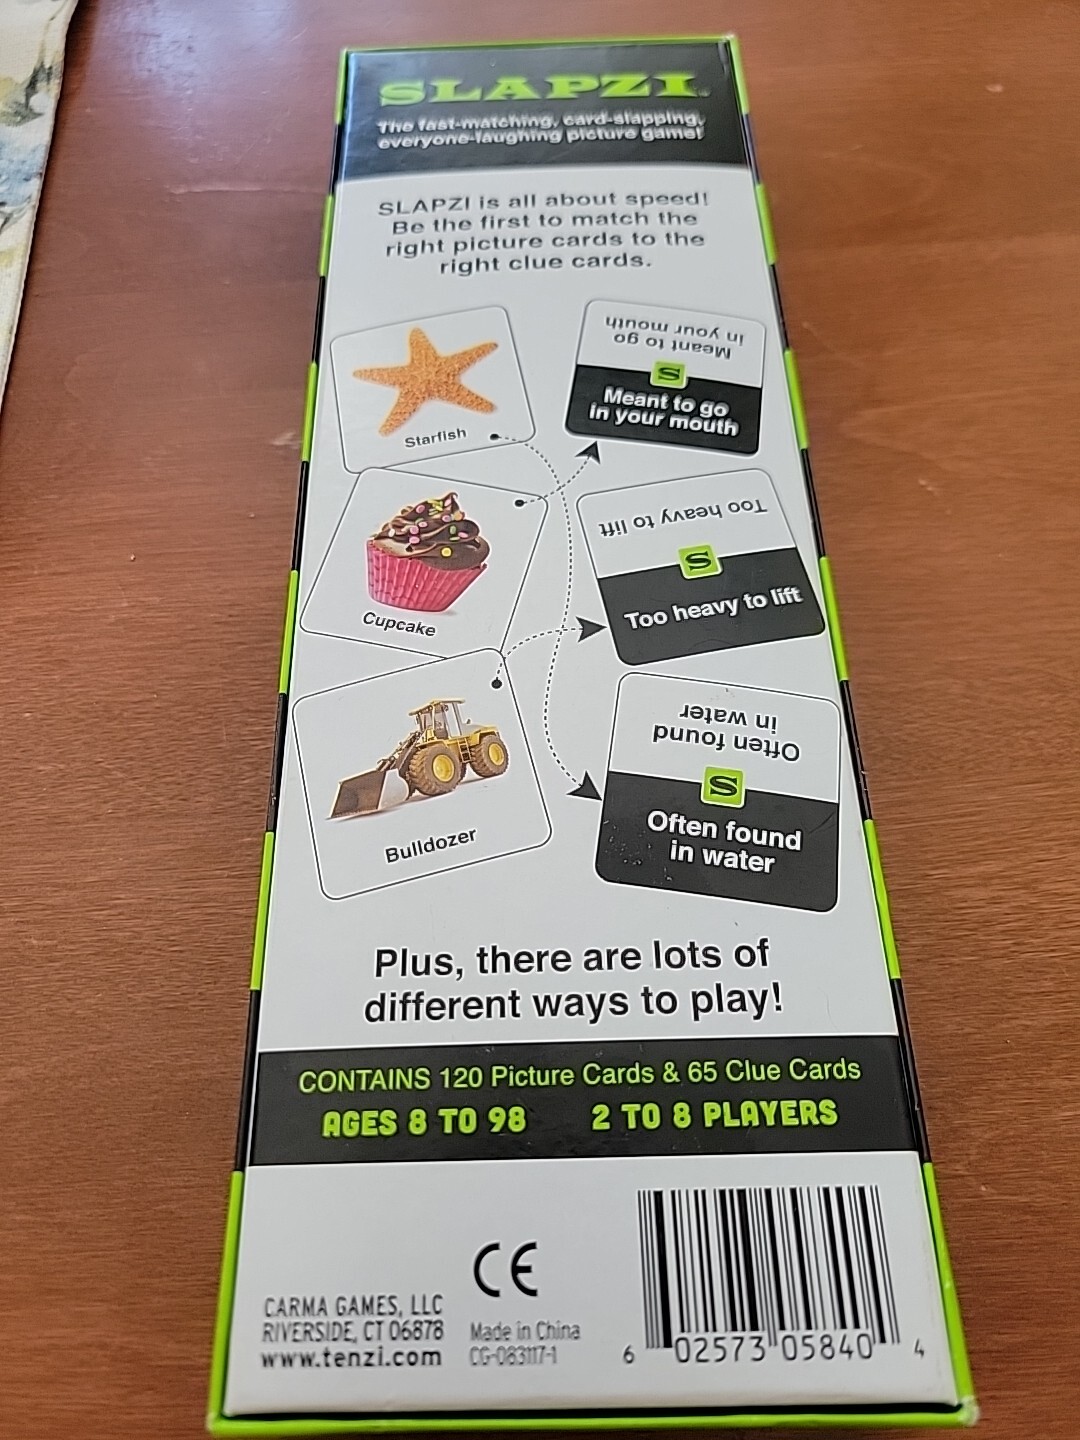 SLAPZI
The fast-matching, card-slapping,
everyone-laughing picture game!
SLAPZI is all about speed!
Be the first to match the
right picture cards to the
right clue cards.
Starfish
Meant to go
in your mouth
S
Meant to go
in your mouth
Cupcake
Too heavy to lift
S
Too heavy to lift
Bulldozer
Often found
in water
S
Often found
in water
Plus, there are lots of
different ways to play!
CONTAINS 120 Picture Cards & 65 Clue Cards
AGES 8 TO 98 2 TO 8 PLAYERS
CE
CARMA GAMES, LLC
RIVERSIDE, CT 06878
www.tenzi.com
Made in China
CG-083117-1
6 02573 05840 4